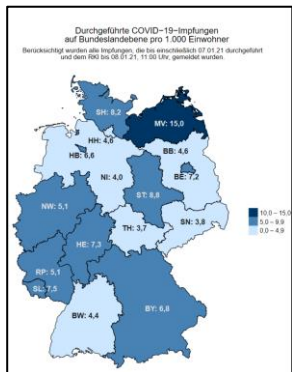 Durchgeführte COVID-19-Impfungen
auf Bundeslandebene pro 1.000 Einwohner
Berücksichtigt wurden alle Impfungen, die bis einschließlich 07.01.21 durchgeführt
und dem RKI bis 08.01.21, 11:00 Uhr, gemeldet wurden.
SH: 8,2
MV: 15,0
HH: 4,6
HB: 6,6
BB: 4,6
NI: 4,0
BE: 7,2
ST: 8,8
NW: 5,1
SN: 3,8
TH: 3,7
HE: 7,3
RP: 5,1
SL: 7,5
BY: 6,8
BW: 4,4
10,0 – 15,0
5,0 – 9,9
0,0 – 4,9